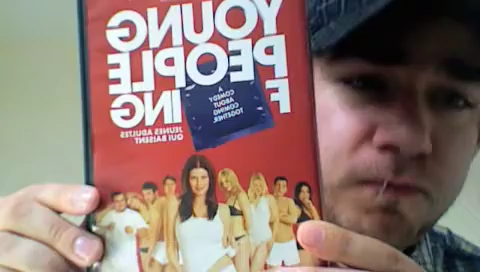 YOUNG
PEOPLE
F ING
A
COMEDY
ABOUT
COMING
TOGETHER.
JEUNES ADULTES
QUI BAISENT